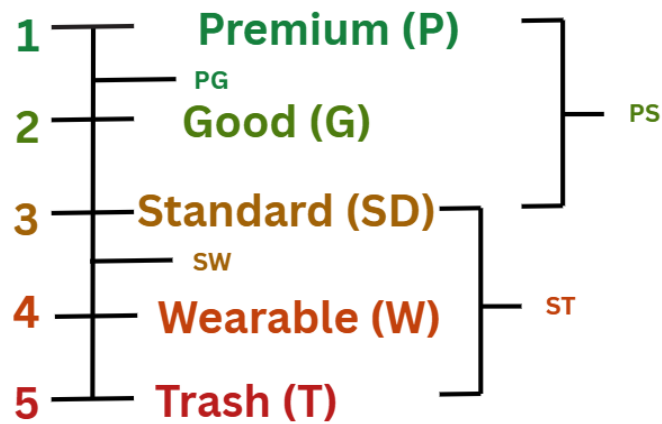 1 Premium (P)
PG
2 Good (G)
PS
3 Standard (SD)
SW
4 Wearable (W)
ST
5 Trash (T)